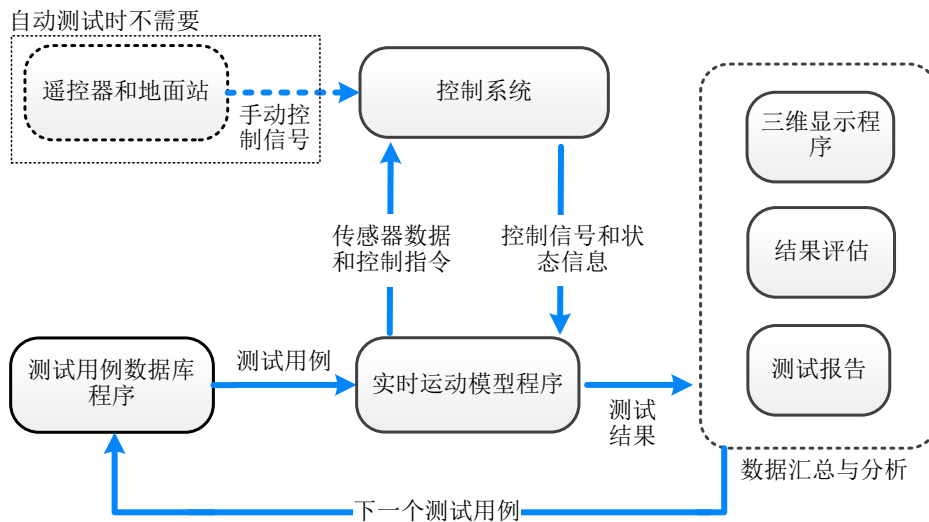 自动测试时不需要
遥控器和地面站
手动控
制信号
控制系统
三维显示程
序
传感器数据
和控制指令
控制信号和状
态信息
结果评估
测试用例数据库
程序
测试用例
实时运动模型程序
测试
结果
测试报告
数据汇总与分析
下一个测试用例